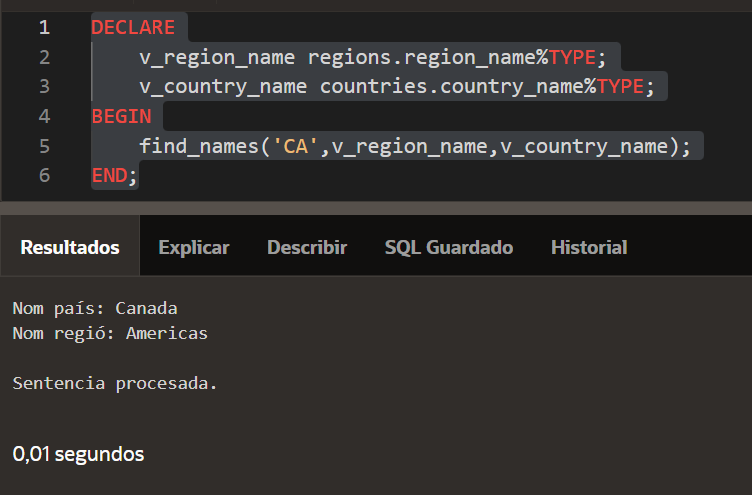 1 DECLARE
2 v_region_name regions.region_name%TYPE;
3 v_country_name countries.country_name%TYPE;
4 BEGIN
5 find_names('CA',v_region_name,v_country_name);
6 END;
Resultados Explicar Describir SQL Guardado Historial
Nom país: Canada
Nom regió: Americas
Sentencia procesada.
0,01 segundos